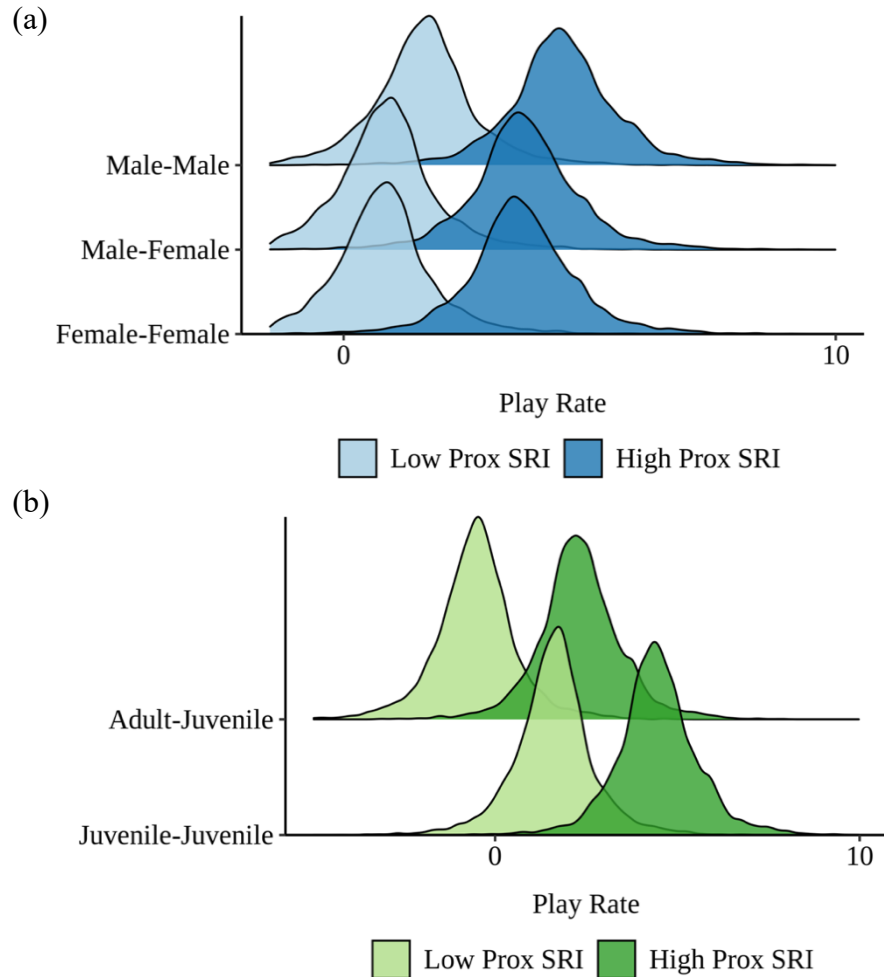 (a)
Male-Male
Male-Female
Female-Female
0 10
Play Rate
Low Prox SRI High Prox SRI
(b)
Adult-Juvenile
Juvenile-Juvenile
0 10
Play Rate
Low Prox SRI High Prox SRI